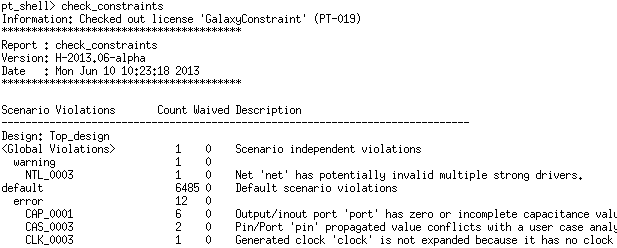 pt_shell> check_constraints
Information: Checked out license 'GalaxyConstraint' (PT-019)
****************************************
Report : check_constraints
Version: H-2013.06-alpha
Date   : Mon Jun 10 10:23:18 2013
****************************************
Scenario Violations Count Waived Description
--------------------------------------------------------------------------------
Design: Top_design
<Global Violations> 1 0 Scenario independent violations
warning 1 0
NTL_0003 1 0 Net 'net' has potentially invalid multiple strong drivers.
default 6485 0 Default scenario violations
error 12 0
CAP_0001 6 0 Output/inout port 'port' has zero or incomplete capacitance valu
CAS_0003 2 0 Pin/Port 'pin' propagated value conflicts with a user case analy
CLK_0003 1 0 Generated clock 'clock' is not expanded because it has no clock